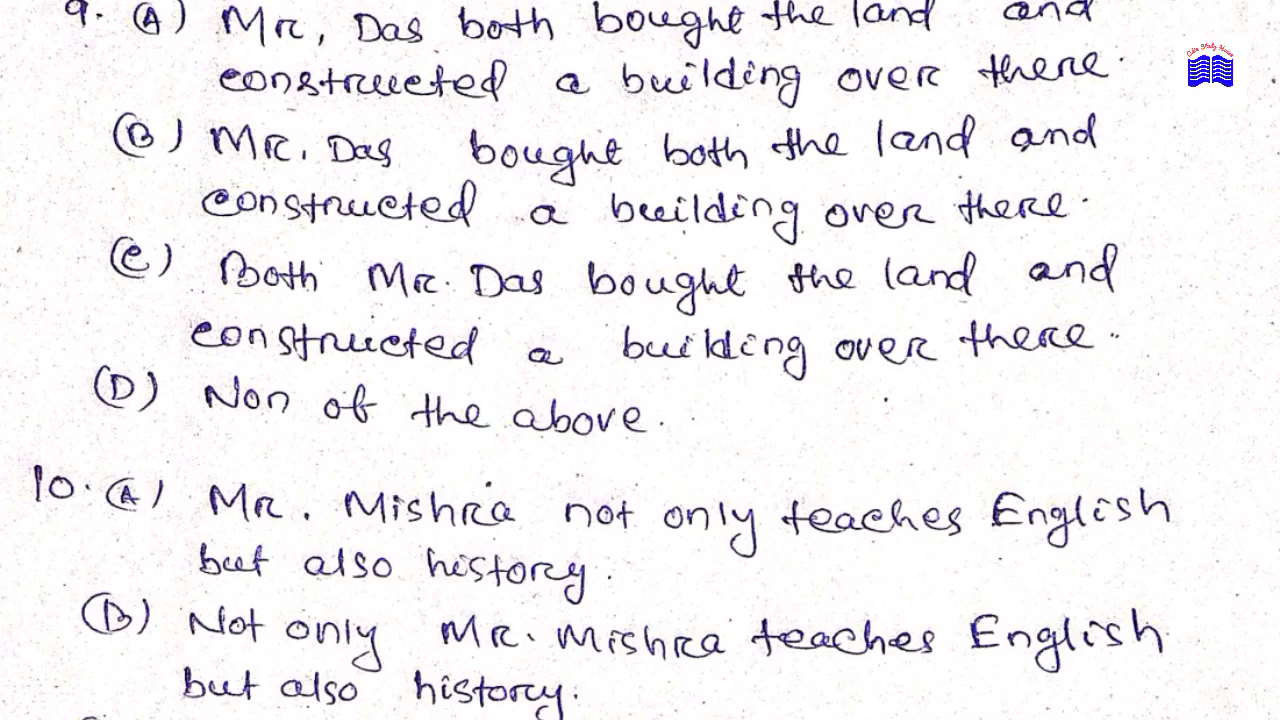 9. (A) Mr, Das both bought the land and
constructed a building over there.
(B) Mr. Das bought both the land and
constructed a building over there.
(C) Both Mr. Das bought the land and
constructed a building over there.
(D) Non of the above.
10. (A) Mr. Mishra not only teaches English
but also history.
(B) Not only Mr. Mishra teaches English
but also history.